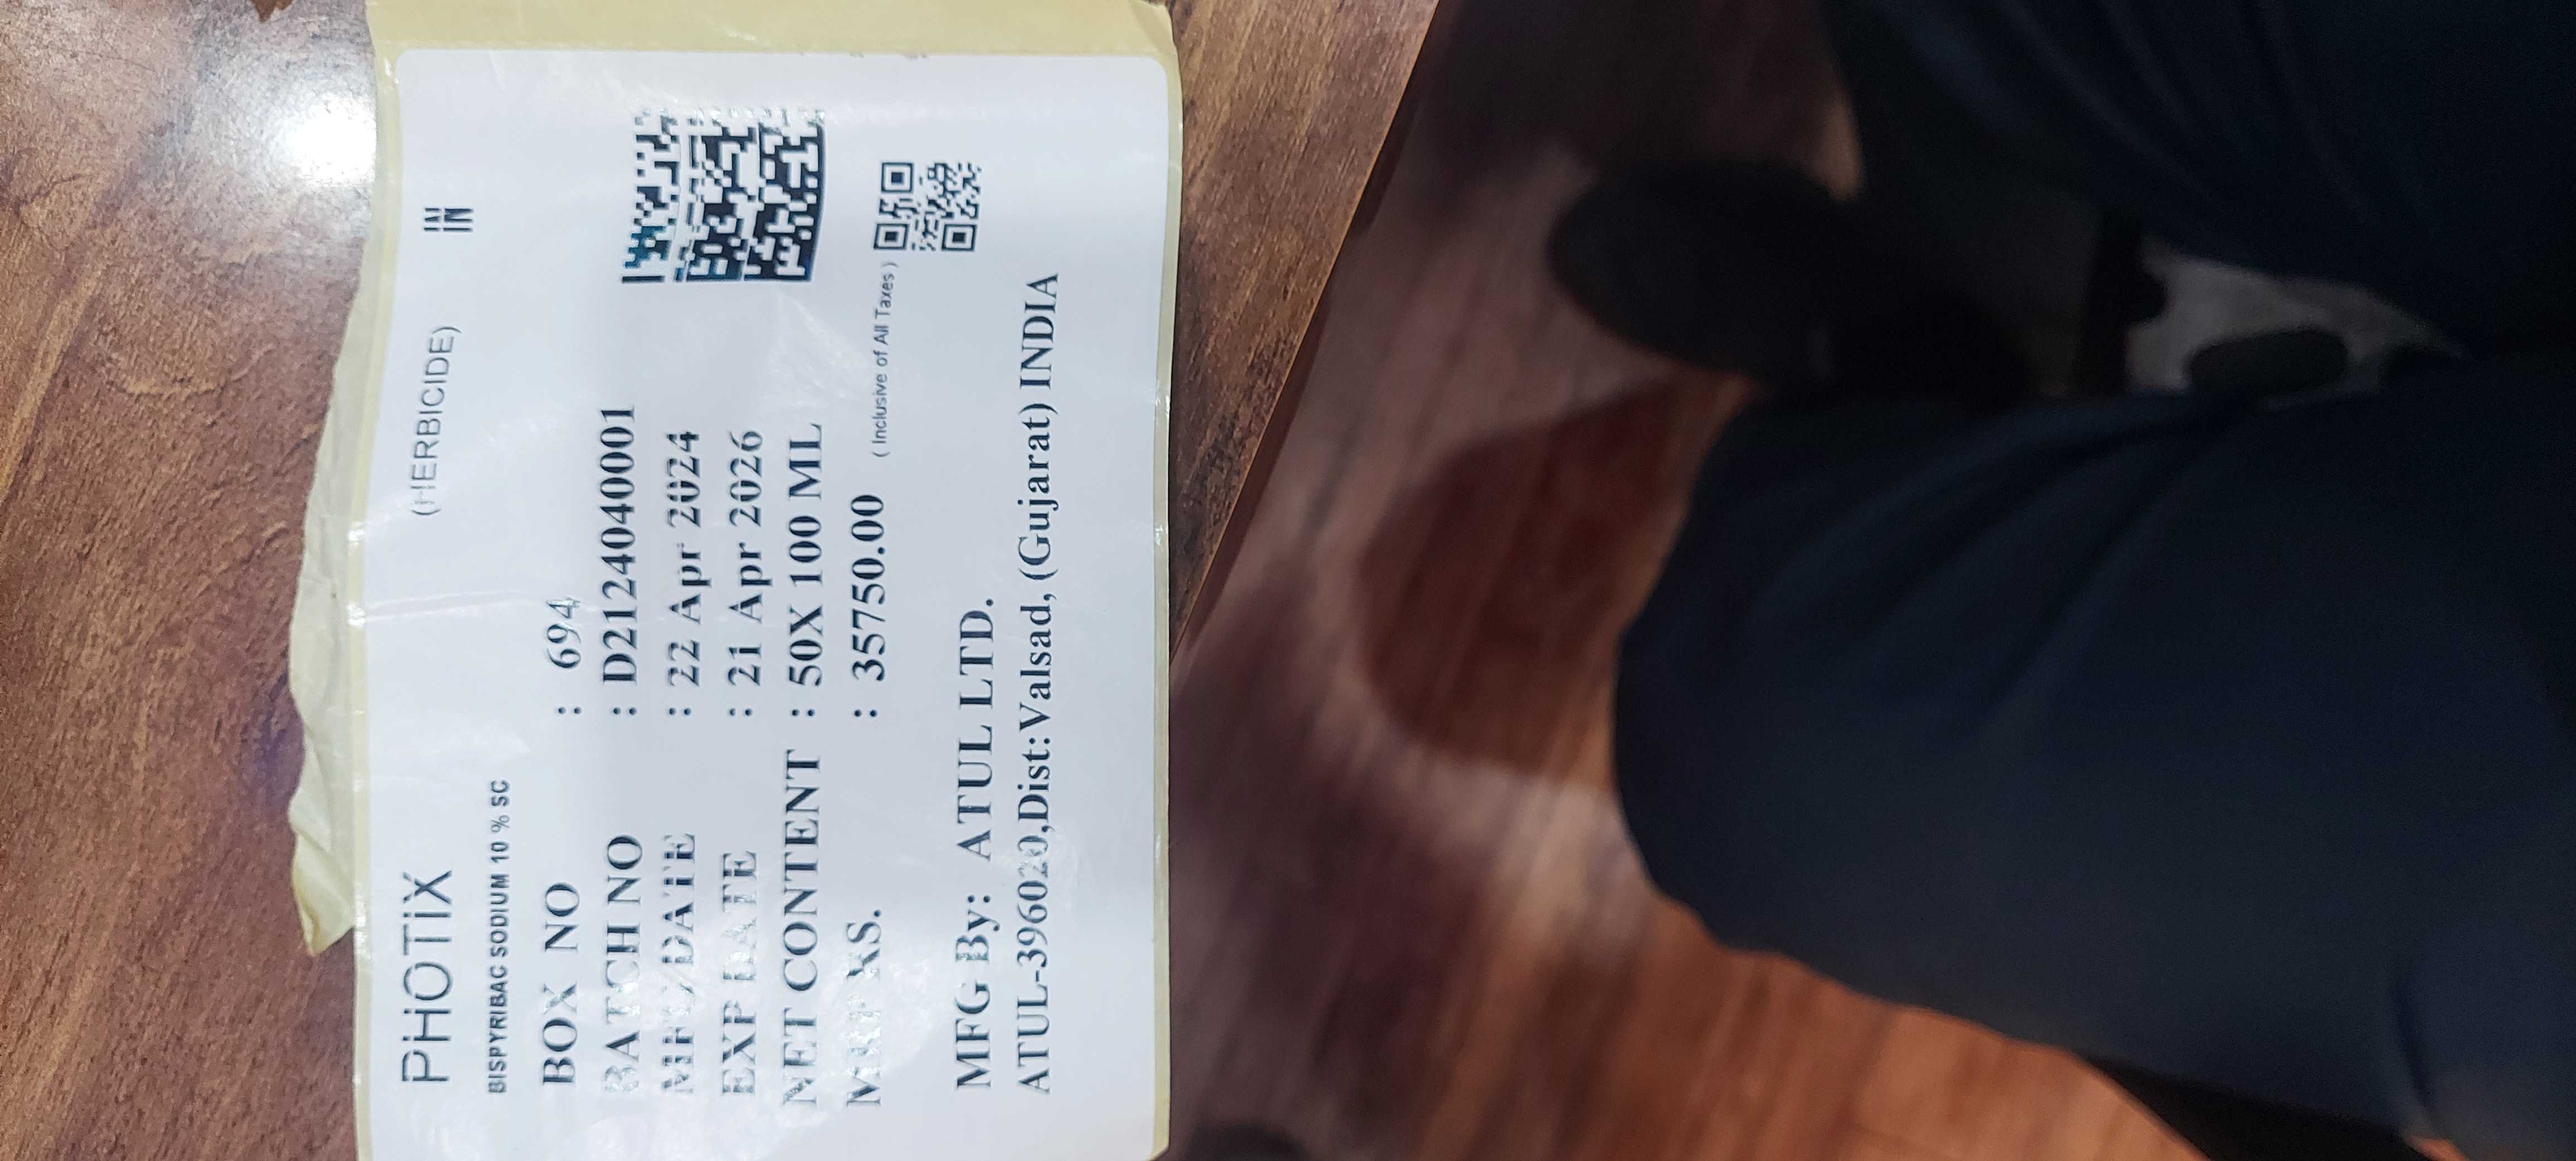 PHOTIX (HERBICIDE) IN
BISPYRIBAC SODIUM 10 % SC
BOX NO : 694
BATCH NO : D2124040001
MFG DATE : 22 Apr 2024
EXP DATE : 21 Apr 2026
NET CONTENT : 50X 100 ML
MRP RS. : 35750.00 ( Inclusive of All Taxes )
MFG By: ATUL LTD.
ATUL-396020,Dist:Valsad, (Gujarat) INDIA